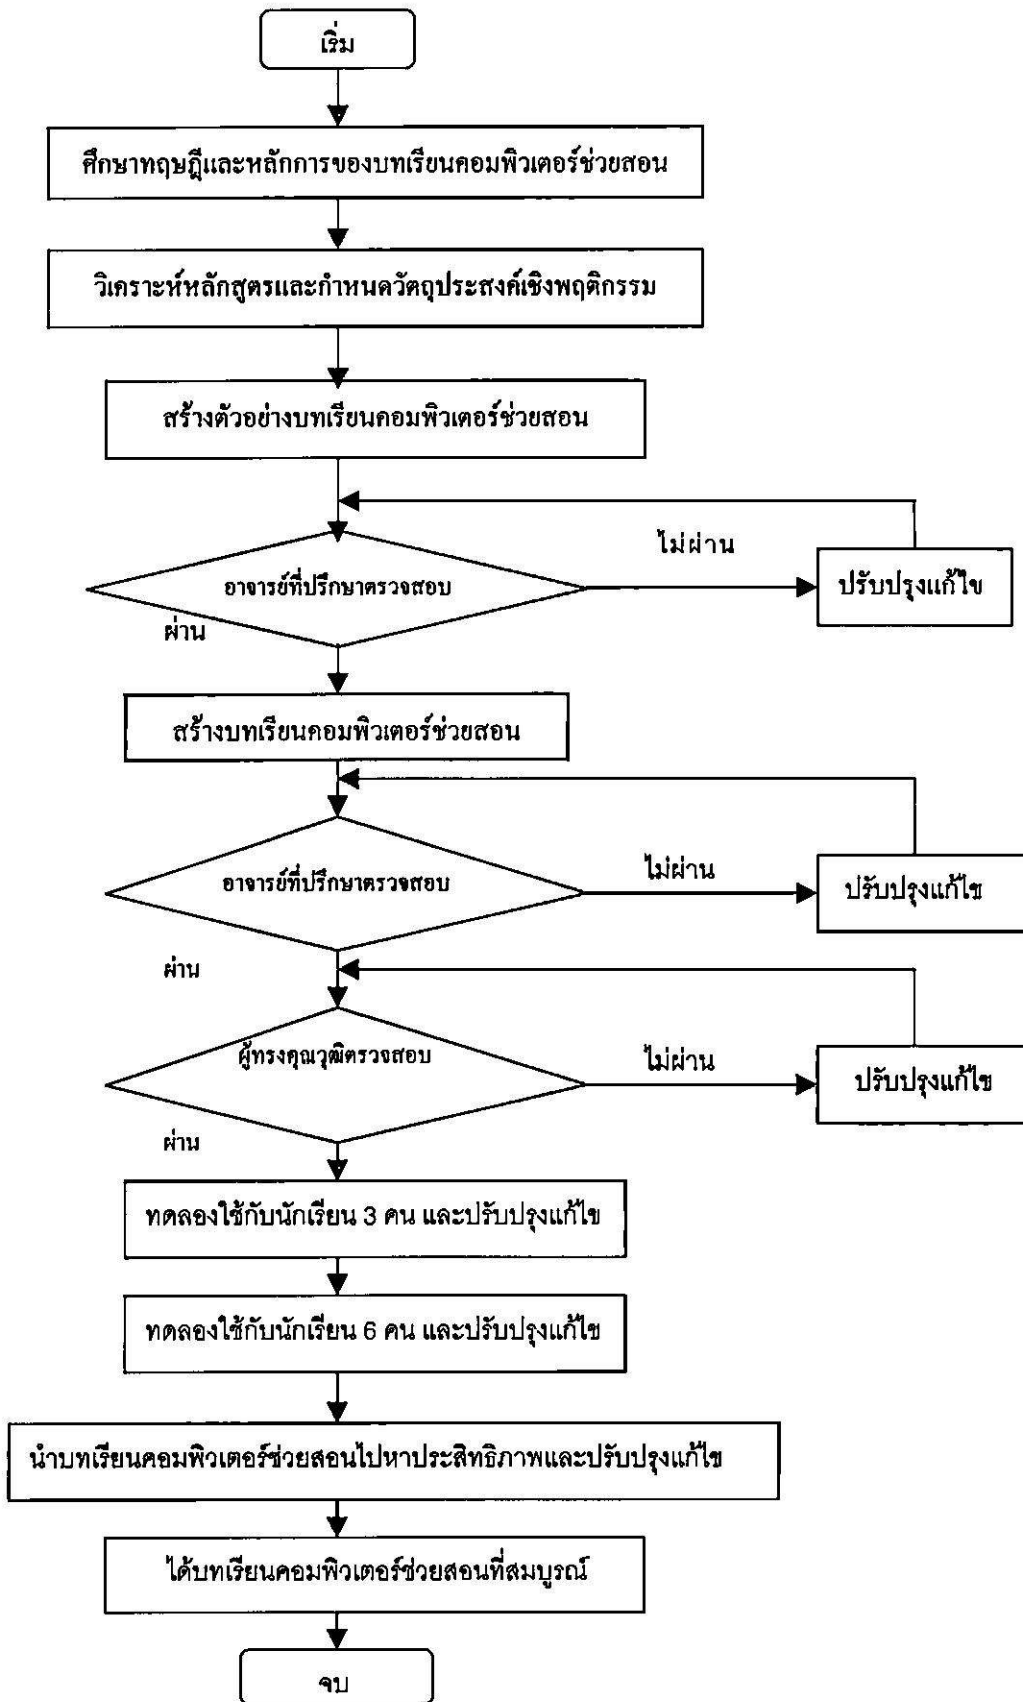 เริ่ม
ศึกษาทฤษฎีและหลักการของบทเรียนคอมพิวเตอร์ช่วยสอน
วิเคราะห์หลักสูตรและกำหนดวัตถุประสงค์เชิงพฤติกรรม
สร้างตัวอย่างบทเรียนคอมพิวเตอร์ช่วยสอน
ไม่ผ่าน
อาจารย์ที่ปรึกษาตรวจสอบ
ปรับปรุงแก้ไข
ผ่าน
สร้างบทเรียนคอมพิวเตอร์ช่วยสอน
ไม่ผ่าน
อาจารย์ที่ปรึกษาตรวจสอบ
ปรับปรุงแก้ไข
ผ่าน
ผู้ทรงคุณวุฒิตรวจสอบ
ไม่ผ่าน
ปรับปรุงแก้ไข
ผ่าน
ทดลองใช้กับนักเรียน 3 คน และปรับปรุงแก้ไข
ทดลองใช้กับนักเรียน 6 คน และปรับปรุงแก้ไข
นำบทเรียนคอมพิวเตอร์ช่วยสอนไปหาประสิทธิภาพและปรับปรุงแก้ไข
ได้บทเรียนคอมพิวเตอร์ช่วยสอนที่สมบูรณ์
จบ